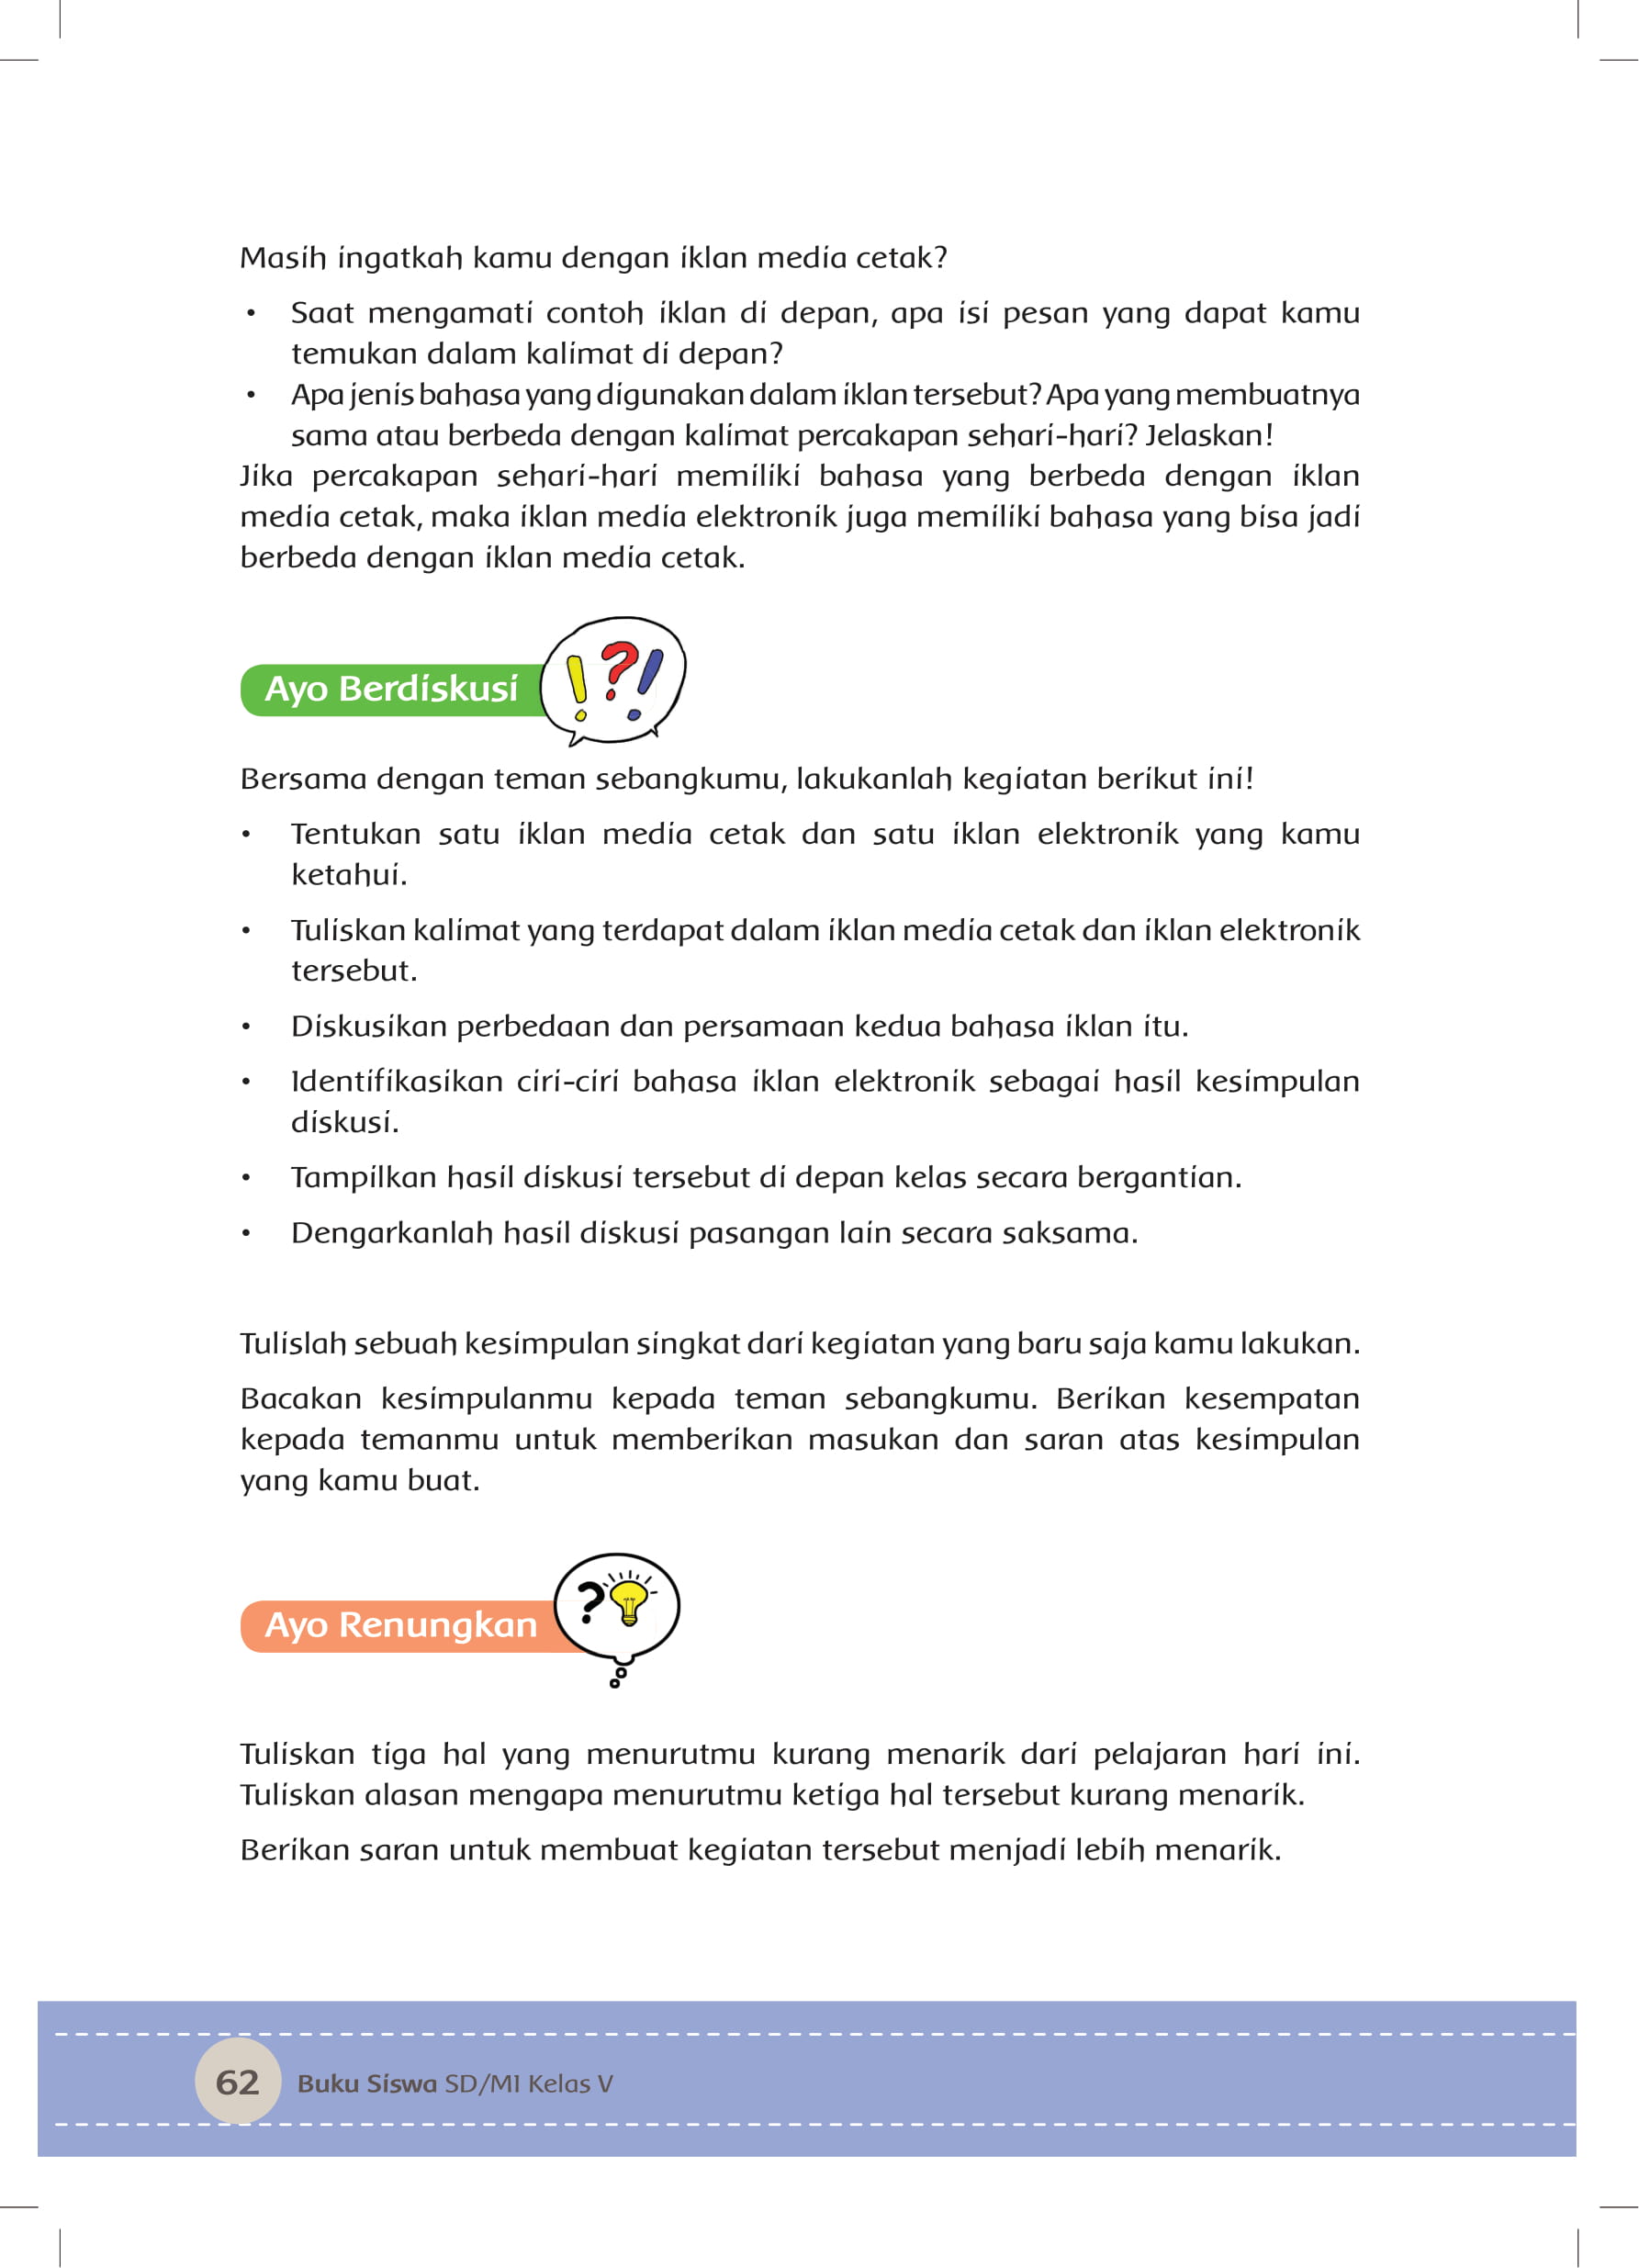 Masih ingatkah kamu dengan iklan media cetak?
• Saat mengamati contoh iklan di depan, apa isi pesan yang dapat kamu
temukan dalam kalimat di depan?
• Apa jenis bahasa yang digunakan dalam iklan tersebut? Apa yang membuatnya
sama atau berbeda dengan kalimat percakapan sehari-hari? Jelaskan!
Jika percakapan sehari-hari memiliki bahasa yang berbeda dengan iklan
media cetak, maka iklan media elektronik juga memiliki bahasa yang bisa jadi
berbeda dengan iklan media cetak.
Ayo Berdiskusi
Bersama dengan teman sebangkumu, lakukanlah kegiatan berikut ini!
• Tentukan satu iklan media cetak dan satu iklan elektronik yang kamu
ketahui.
• Tuliskan kalimat yang terdapat dalam iklan media cetak dan iklan elektronik
tersebut.
• Diskusikan perbedaan dan persamaan kedua bahasa iklan itu.
• Identifikasikan ciri-ciri bahasa iklan elektronik sebagai hasil kesimpulan
diskusi.
• Tampilkan hasil diskusi tersebut di depan kelas secara bergantian.
• Dengarkanlah hasil diskusi pasangan lain secara saksama.
Tulislah sebuah kesimpulan singkat dari kegiatan yang baru saja kamu lakukan.
Bacakan kesimpulanmu kepada teman sebangkumu. Berikan kesempatan
kepada temanmu untuk memberikan masukan dan saran atas kesimpulan
yang kamu buat.
Ayo Renungkan
Tuliskan tiga hal yang menurutmu kurang menarik dari pelajaran hari ini.
Tuliskan alasan mengapa menurutmu ketiga hal tersebut kurang menarik.
Berikan saran untuk membuat kegiatan tersebut menjadi lebih menarik.
62 Buku Siswa SD/MI Kelas V